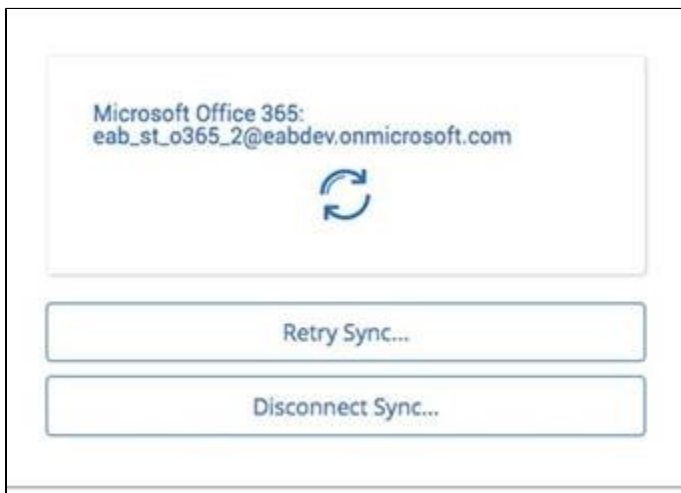 Microsoft Office 365:
eab_st_o365_2@eabdev.onmicrosoft.com
Retry Sync...
Disconnect Sync...